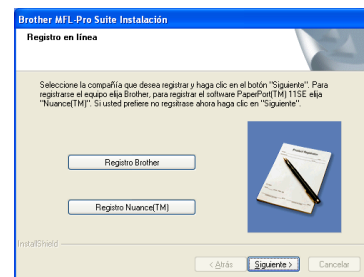 Brother MFL-Pro Suite Instalación
Registro en línea
Seleccione la compañía que desea registrar y haga clic en el botón "Siguiente". Para
registrarse el equipo elija Brother, para registrar el software PaperPort(TM) 11SE elija
"Nuance(TM)". Si usted prefiere no regsitrase ahora haga clic en "Siguiente".
Registro Brother
Registro Nuance(TM)
InstallShield
< Atrás
Siguiente >
Cancelar